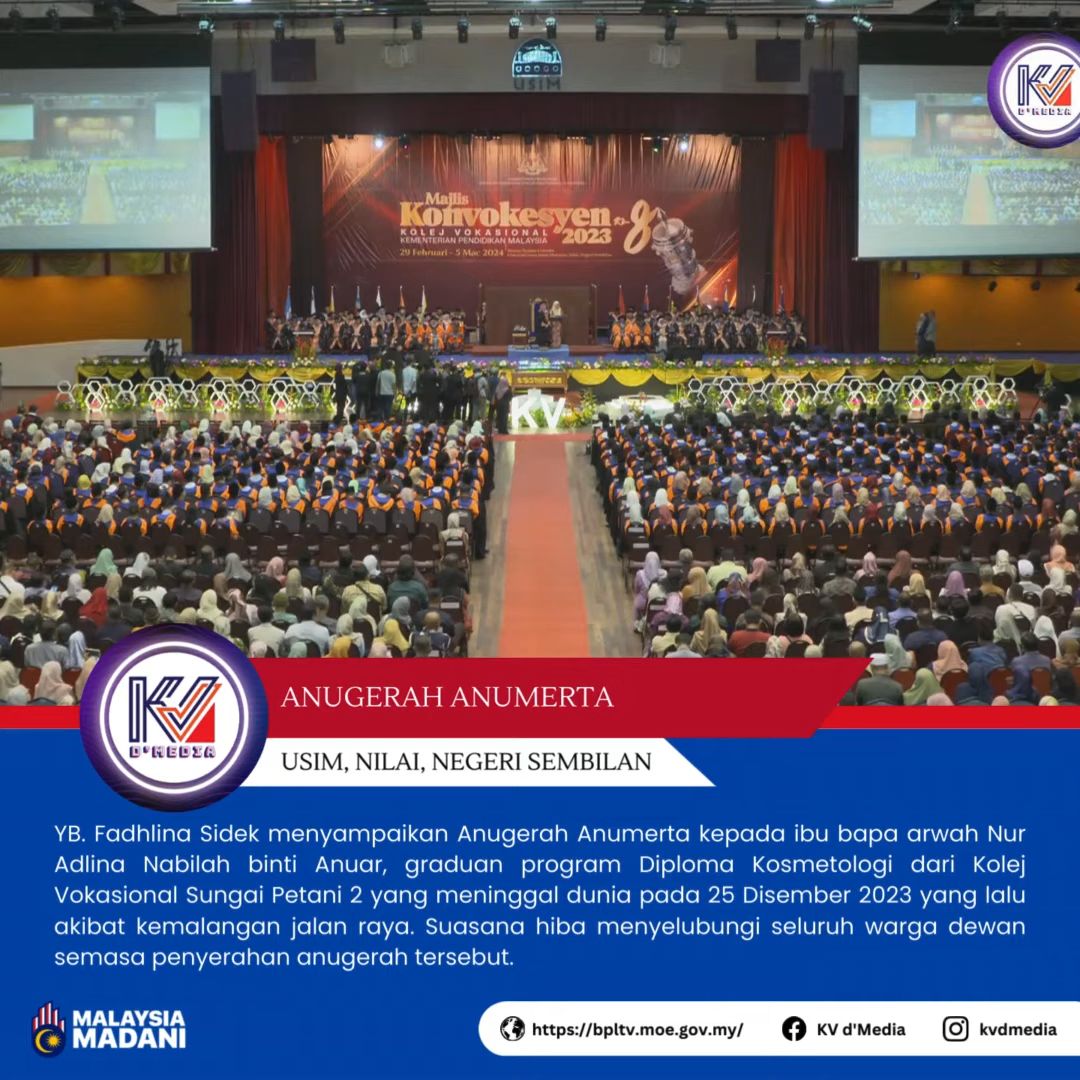 USIM
KV
D'MEDIA
Majlis
Konvokesyen
ke-8
KOLEJ VOKASIONAL
2023
KEMENTERIAN PENDIDIKAN MALAYSIA
29 Februari - 5 Mac 2024
KV
KV
D'MEDIA
ANUGERAH ANUMERTA
USIM, NILAI, NEGERI SEMBILAN
YB. Fadhlina Sidek menyampaikan Anugerah Anumerta kepada ibu bapa arwah Nur
Adlina Nabilah binti Anuar, graduan program Diploma Kosmetologi dari Kolej
Vokasional Sungai Petani 2 yang meninggal dunia pada 25 Disember 2023 yang lalu
akibat kemalangan jalan raya. Suasana hiba menyelubungi seluruh warga dewan
semasa penyerahan anugerah tersebut.
MALAYSIA
MADANI
https://bpltv.moe.gov.my/
KV d'Media
kvdmedia